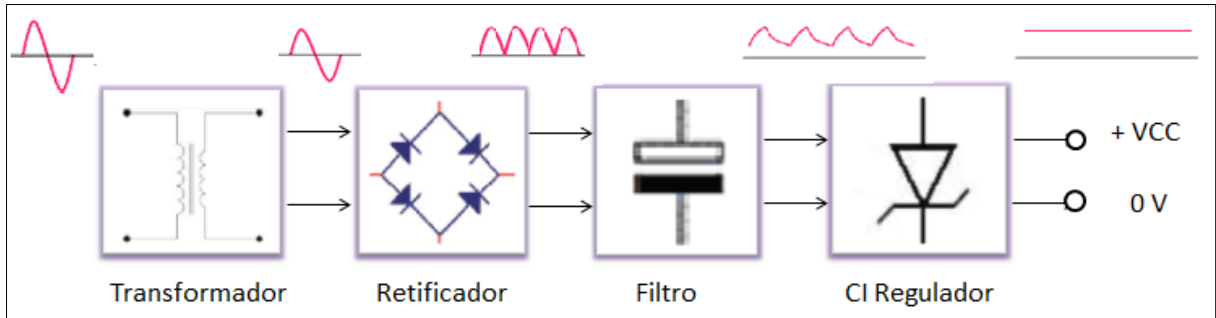 + VCC
0 V
Transformador
Retificador
Filtro
CI Regulador